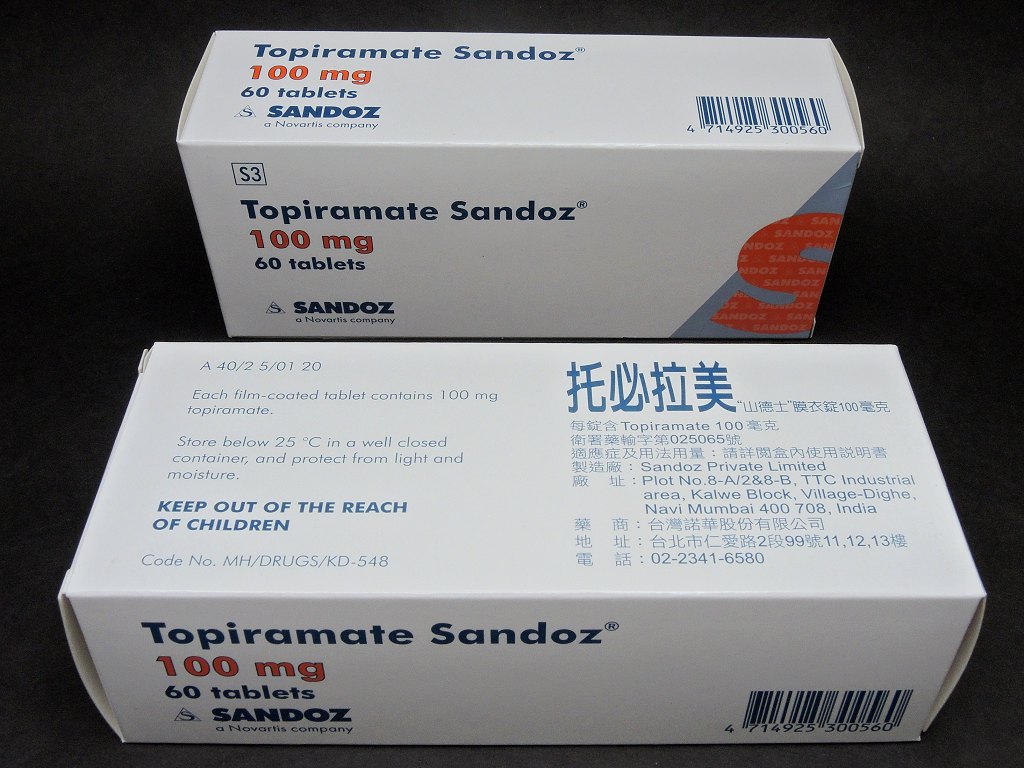 Topiramate Sandoz®
100 mg
60 tablets
S SANDOZ
a Novartis company
4 714925 300560
S3
Topiramate Sandoz®
100 mg
60 tablets
S SANDOZ
a Novartis company
A 40/2 5/01 20
Each film-coated tablet contains 100 mg
topiramate.
Store below 25 °C in a well closed
container, and protect from light and
moisture.
KEEP OUT OF THE REACH
OF CHILDREN
Code No. MH/DRUGS/KD-548
托必拉美"山德士"膜衣錠100毫克
每錠含Topiramate 100毫克
衛署藥輸字第025065號
適應症及用法用量：請詳閱盒內使用說明書
製造廠：Sandoz Private Limited
廠 址：Plot No.8-A/2&8-B, TTC Industrial
area, Kalwe Block, Village-Dighe,
Navi Mumbai 400 708, India
藥 商：台灣諾華股份有限公司
地 址：台北市仁愛路2段99號11,12,13樓
電 話：02-2341-6580
Topiramate Sandoz®
100 mg
60 tablets
S SANDOZ
a Novartis company
4 714925 300560